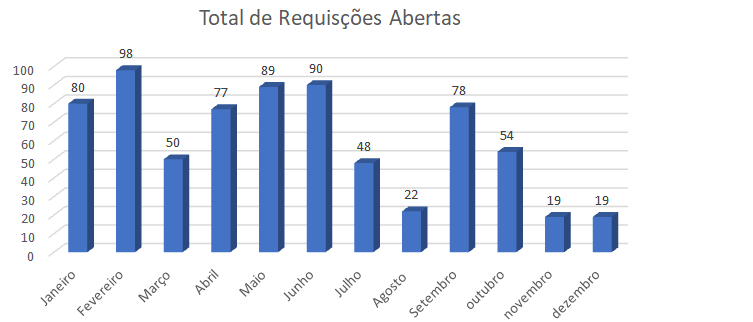 Total de Requisções Abertas
100
90
80
70
60
50
40
30
20
10
0
80
98
50
77
89
90
48
22
78
54
19
19
Janeiro
Fevereiro
Março
Abril
Maio
Junho
Julho
Agosto
Setembro
outubro
novembro
dezembro